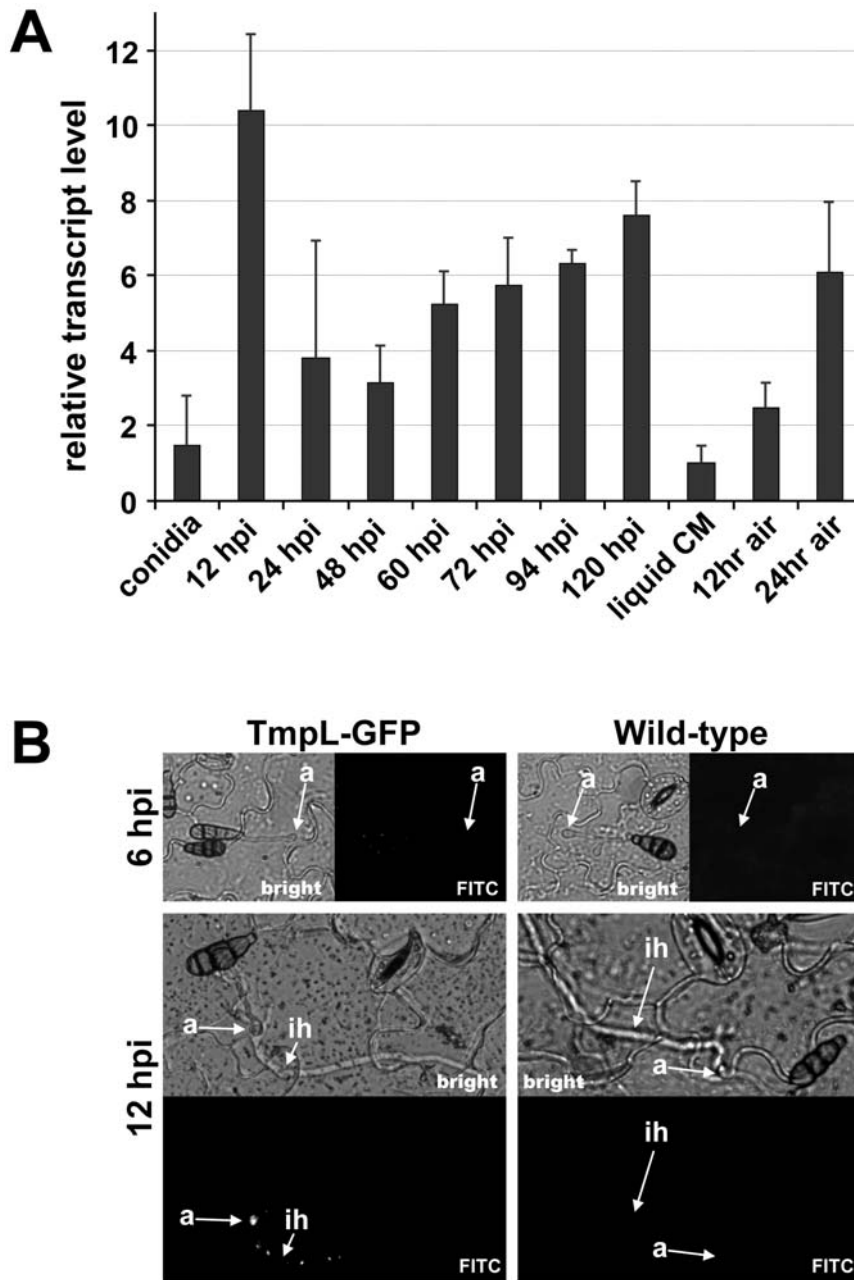 A
relative transcript level
12
10
8
6
4
2
0
conidia
12 hpi
24 hpi
48 hpi
60 hpi
72 hpi
94 hpi
120 hpi
liquid CM
12hr air
24hr air
B
TmpL-GFP
Wild-type
6 hpi
a
a
bright
FITC
a
a
bright
FITC
12 hpi
a
ih
bright
ih
a
bright
a
ih
FITC
ih
a
FITC